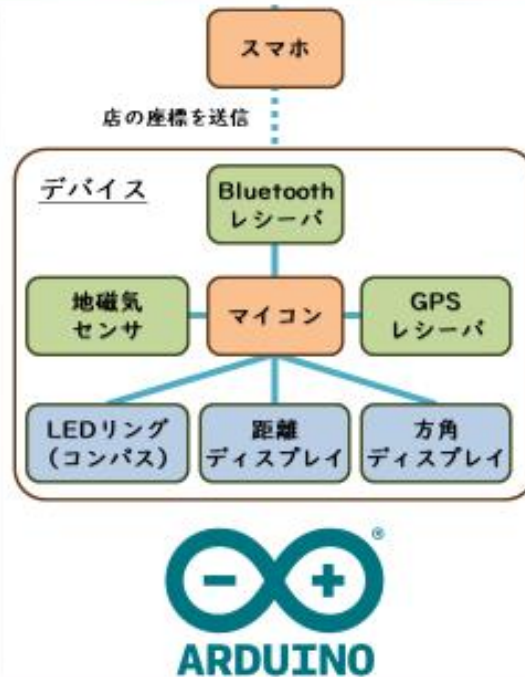 スマホ
店の座標を送信
デバイス
Bluetooth
レシーバ
地磁気
センサ
マイコン
GPS
レシーバ
LEDリング
(コンパス)
距離
ディスプレイ
方角
ディスプレイ
®
ARDUINO